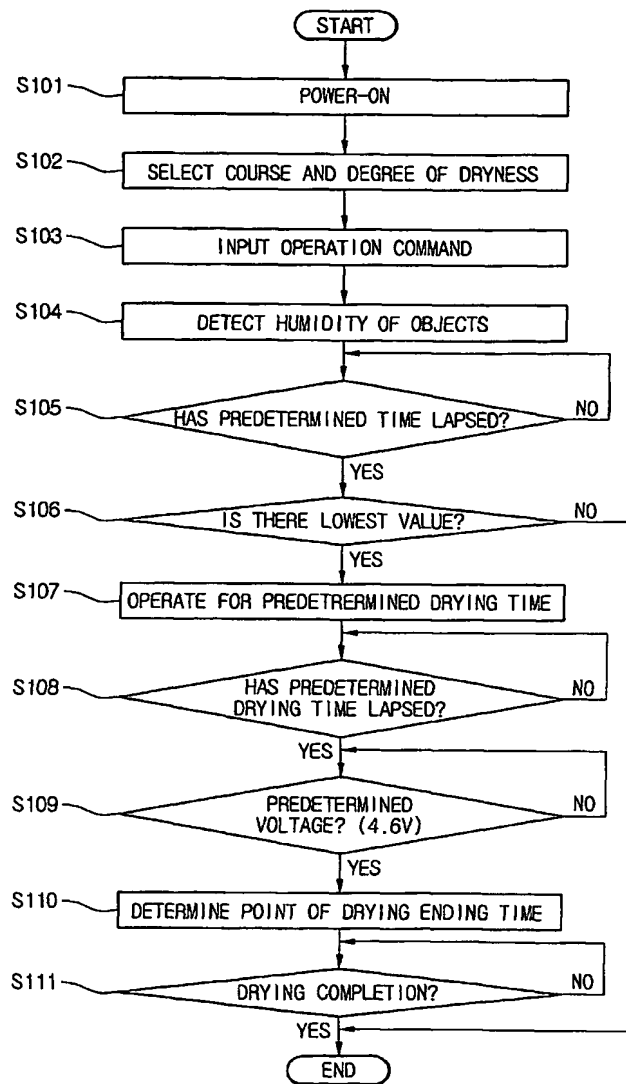 START
S101
POWER-ON
S102
SELECT COURSE AND DEGREE OF DRYNESS
S103
INPUT OPERATION COMMAND
S104
DETECT HUMIDITY OF OBJECTS
S105
HAS PREDETERMINED TIME LAPSED?
NO
YES
S106
IS THERE LOWEST VALUE?
NO
YES
S107
OPERATE FOR PREDETRERMINED DRYING TIME
S108
HAS PREDETERMINED
DRYING TIME LAPSED?
NO
YES
S109
PREDETERMINED
VOLTAGE? (4.6V)
NO
YES
S110
DETERMINE POINT OF DRYING ENDING TIME
S111
DRYING COMPLETION?
NO
YES
END